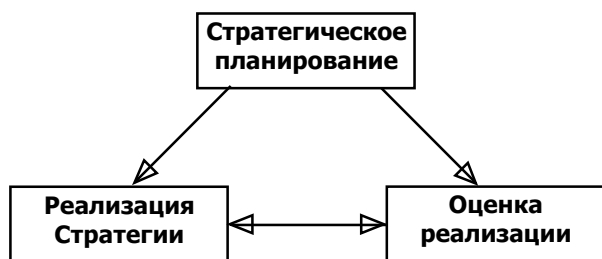 Стратегическое
планирование
Реализация
Стратегии
Оценка
реализации